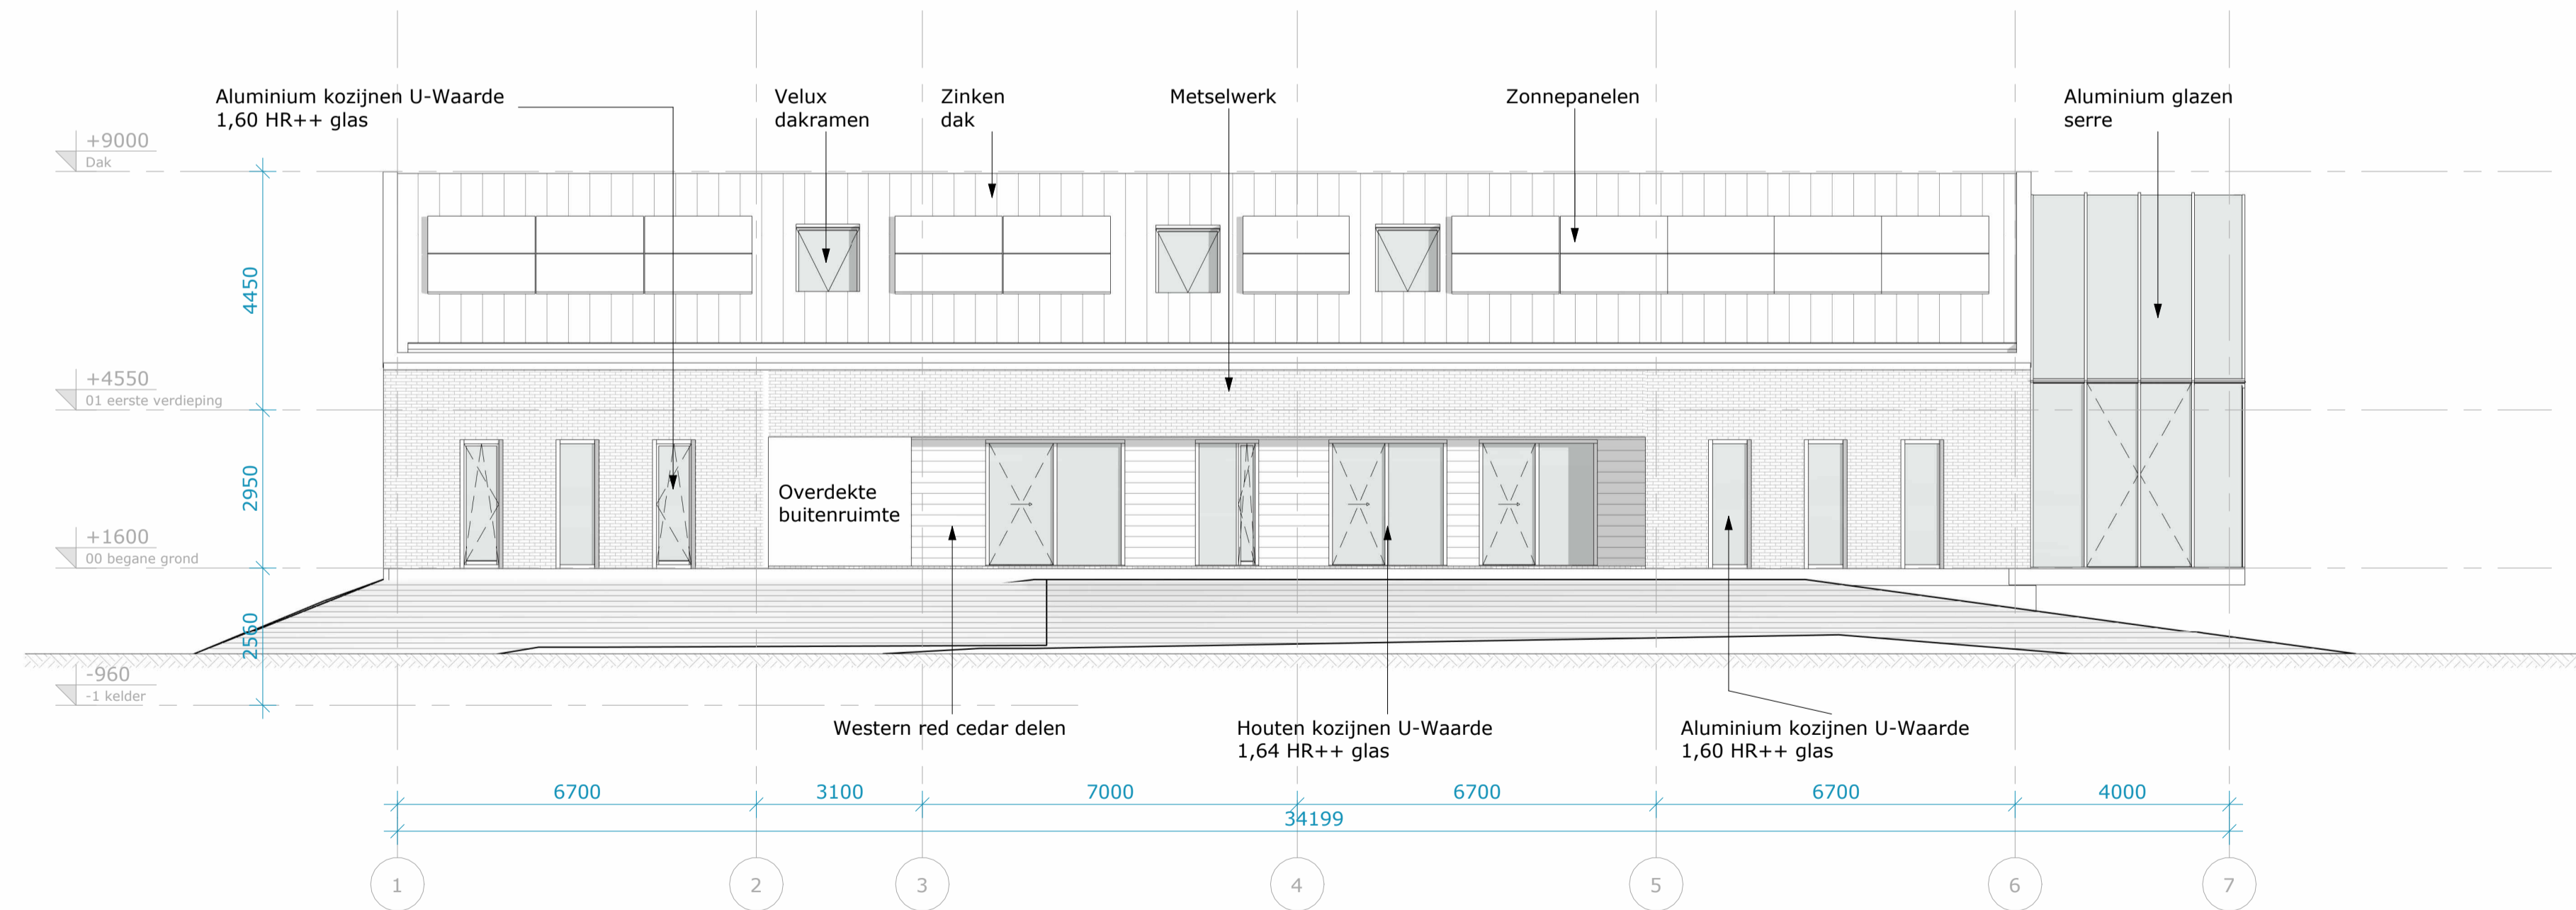 Aluminium kozijnen U-Waarde
1,60 HR++ glas
Velux
dakramen
Zinken
dak
Metselwerk
Zonnepanelen
Aluminium glazen
serre
+9000
Dak
4450
+4550
01 eerste verdieping
2950
Overdekte
buitenruimte
+1600
00 begane grond
2560
-960
-1 kelder
Western red cedar delen
Houten kozijnen U-Waarde
1,64 HR++ glas
Aluminium kozijnen U-Waarde
1,60 HR++ glas
6700 3100 7000 6700 6700 4000
34199
1 2 3 4 5 6 7